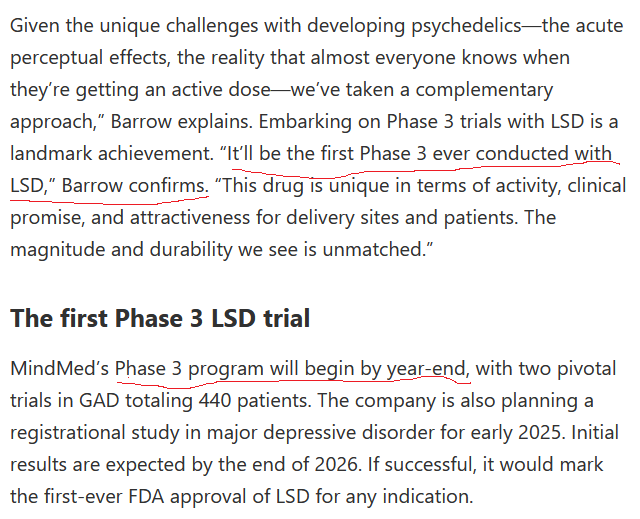 Given the unique challenges with developing psychedelics—the acute
perceptual effects, the reality that almost everyone knows when
they’re getting an active dose—we’ve taken a complementary
approach,” Barrow explains. Embarking on Phase 3 trials with LSD is a
landmark achievement. “It’ll be the first Phase 3 ever conducted with
LSD,” Barrow confirms. “This drug is unique in terms of activity, clinical
promise, and attractiveness for delivery sites and patients. The
magnitude and durability we see is unmatched.”
The first Phase 3 LSD trial
MindMed’s Phase 3 program will begin by year-end, with two pivotal
trials in GAD totaling 440 patients. The company is also planning a
registrational study in major depressive disorder for early 2025. Initial
results are expected by the end of 2026. If successful, it would mark
the first-ever FDA approval of LSD for any indication.